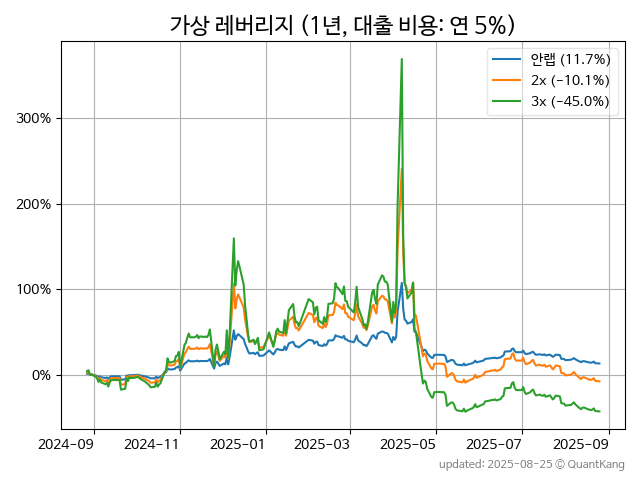 가상 레버리지 (1년, 대출 비용: 연 5%)
안랩 (11.7%)
2x (−10.1%)
3x (−45.0%)
300%
200%
100%
0%
2024-09 2024-11 2025-01 2025-03 2025-05 2025-07 2025-09
updated: 2025-08-25 © QuantKang